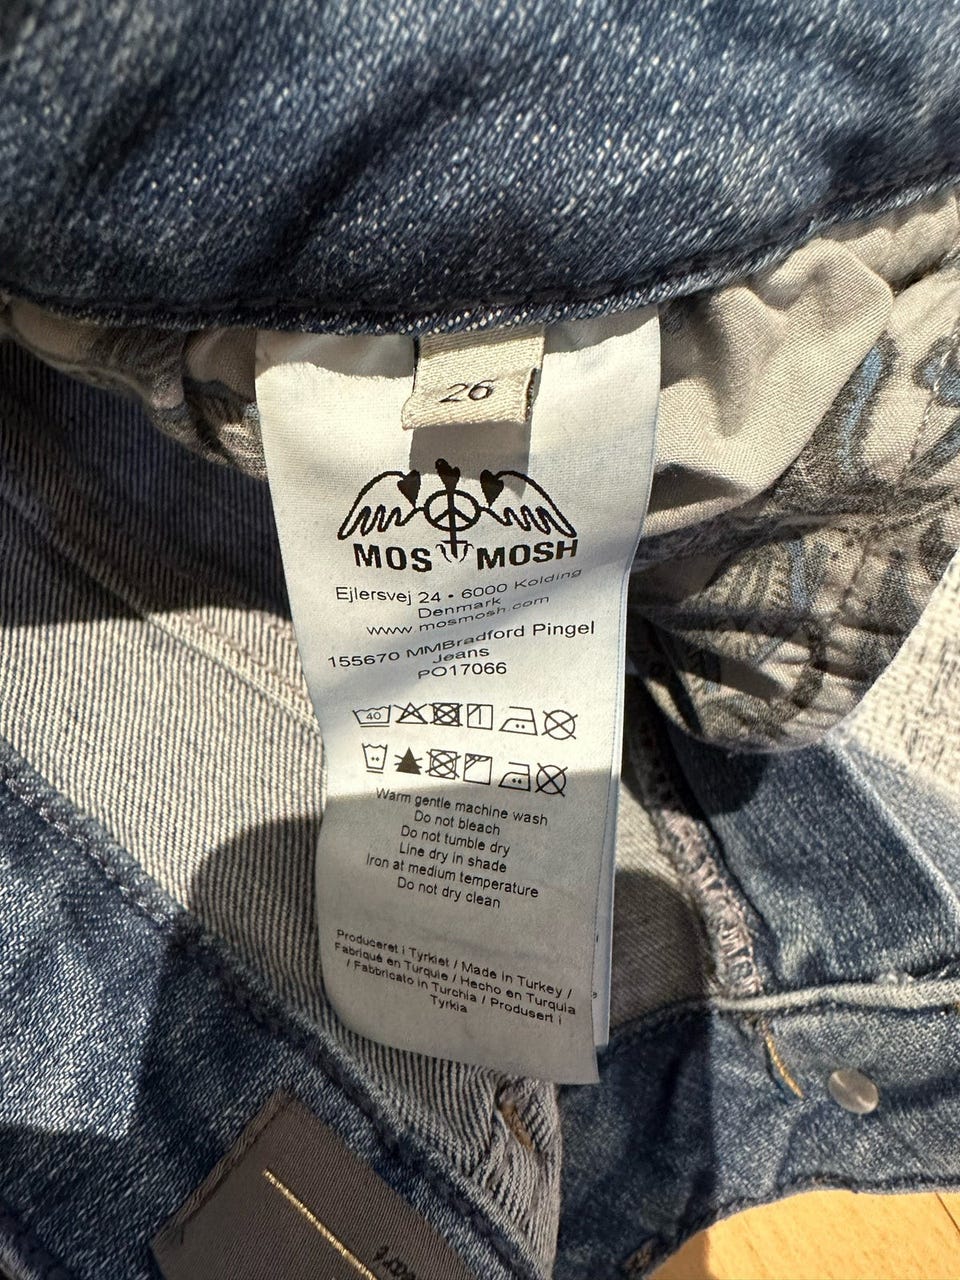 26
MOS MOSH
Ejlersvej 24 • 6000 Kolding
Denmark
www.mosmosh.com
155670 MMBradford Pingel
Jeans
PO17066
40
Warm gentle machine wash
Do not bleach
Do not tumble dry
Line dry in shade
Iron at medium temperature
Do not dry clean
Produceret i Tyrkiet / Made in Turkey /
Fabriqué en Turquie / Hecho en Turquia
/ Fabbricato in Turchia / Produsert i
Tyrkia